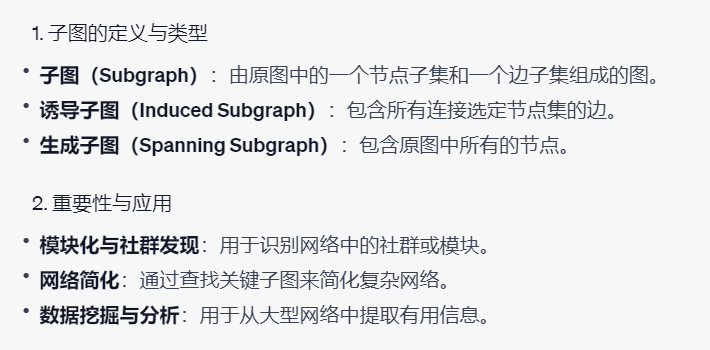 1. 子图的定义与类型
• 子图（Subgraph）：由原图中的一个节点子集和一个边子集组成的图。
• 诱导子图（Induced Subgraph）：包含所有连接选定节点集的边。
• 生成子图（Spanning Subgraph）：包含原图中所有的节点。
2. 重要性与应用
• 模块化与社群发现：用于识别网络中的社群或模块。
• 网络简化：通过查找关键子图来简化复杂网络。
• 数据挖掘与分析：用于从大型网络中提取有用信息。